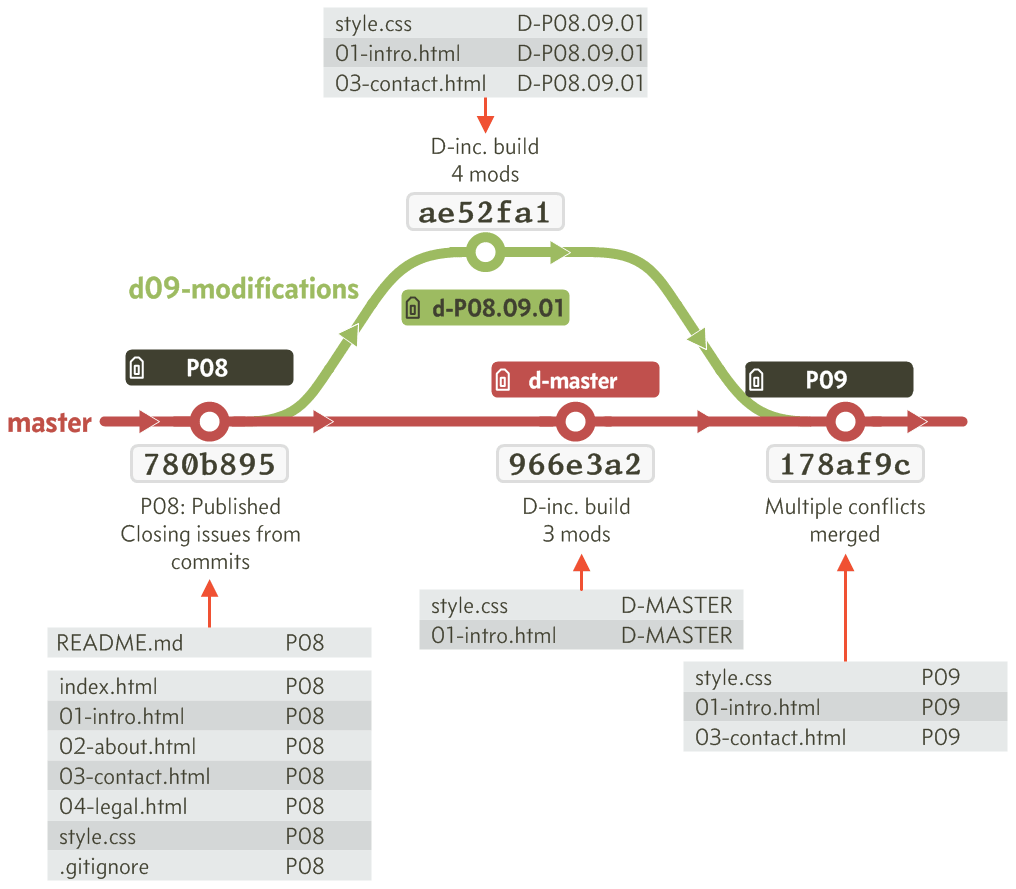 style.css D-P08.09.01
01-intro.html D-P08.09.01
03-contact.html D-P08.09.01
D-inc. build
4 mods
ae52fa1
d09-modifications
d-P08.09.01
P08
d-master
P09
master
780b895
966e3a2
178af9c
P08: Published
Closing issues from
commits
D-inc. build
3 mods
Multiple conflicts
merged
style.css D-MASTER
01-intro.html D-MASTER
README.md P08
index.html P08
01-intro.html P08
02-about.html P08
03-contact.html P08
04-legal.html P08
style.css P08
.gitignore P08
style.css P09
01-intro.html P09
03-contact.html P09